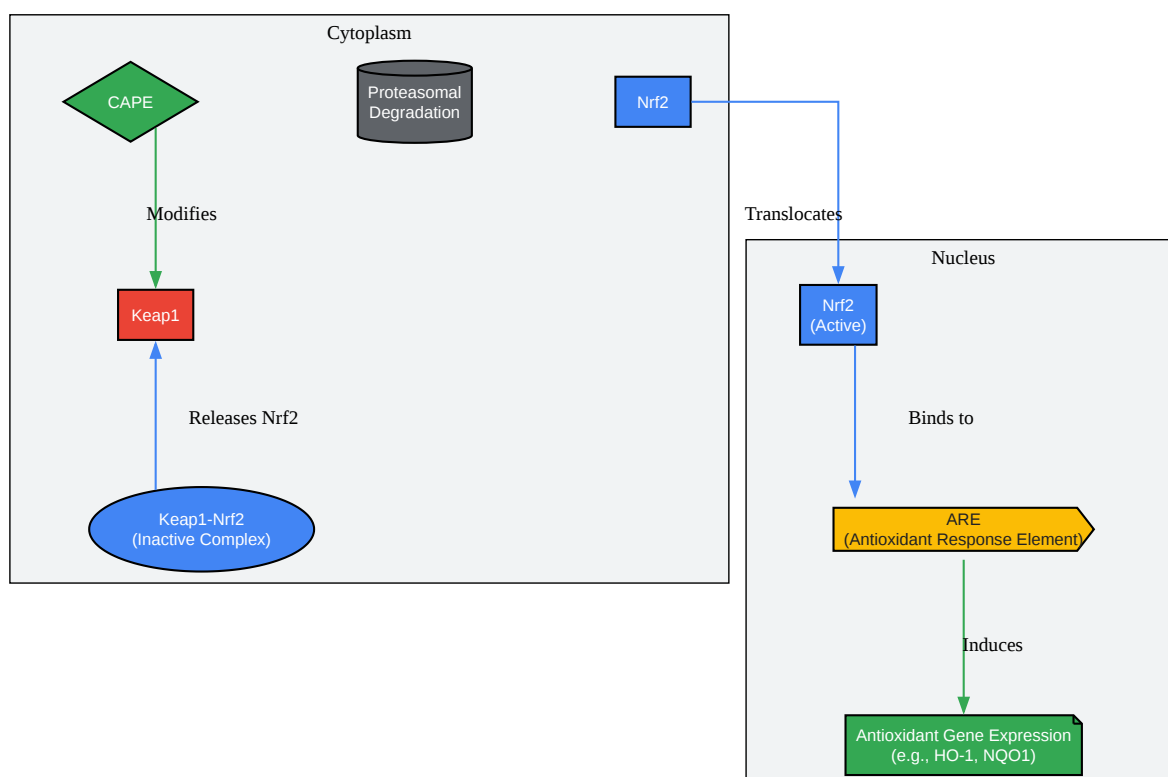 Cytoplasm
CAPE
Proteasomal
Degradation
Nrf2
Modifies
Translocates
Nucleus
Keap1
Nrf2
(Active)
Releases Nrf2
Binds to
Keap1-Nrf2
(Inactive Complex)
ARE
(Antioxidant Response Element)
Induces
Antioxidant Gene Expression
(e.g., HO-1, NQO1)